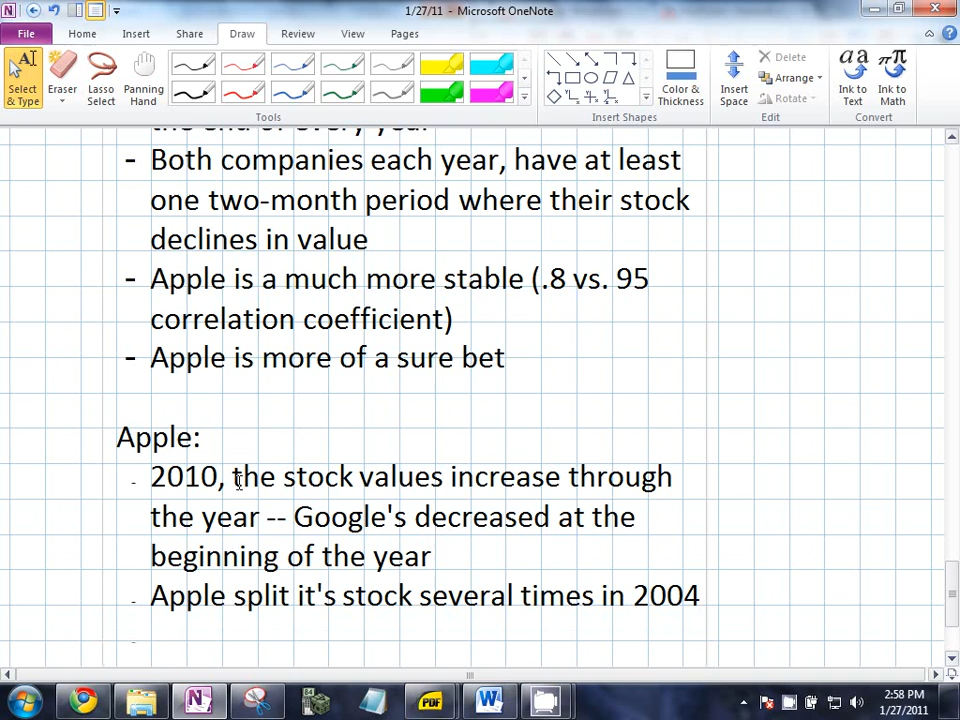 1/27/11 - Microsoft OneNote
File Home Insert Share Draw Review View Pages
Select & Type Eraser Lasso Select Panning Hand Color & Thickness Insert Space Delete Arrange Rotate Ink to Text Ink to Math
Tools Insert Shapes Edit Convert
the end of every year
- Both companies each year, have at least
one two-month period where their stock
declines in value
- Apple is a much more stable (.8 vs. 95
correlation coefficient)
- Apple is more of a sure bet
Apple:
- 2010, the stock values increase through
the year -- Google's decreased at the
beginning of the year
- Apple split it's stock several times in 2004
-
2:58 PM
1/27/2011